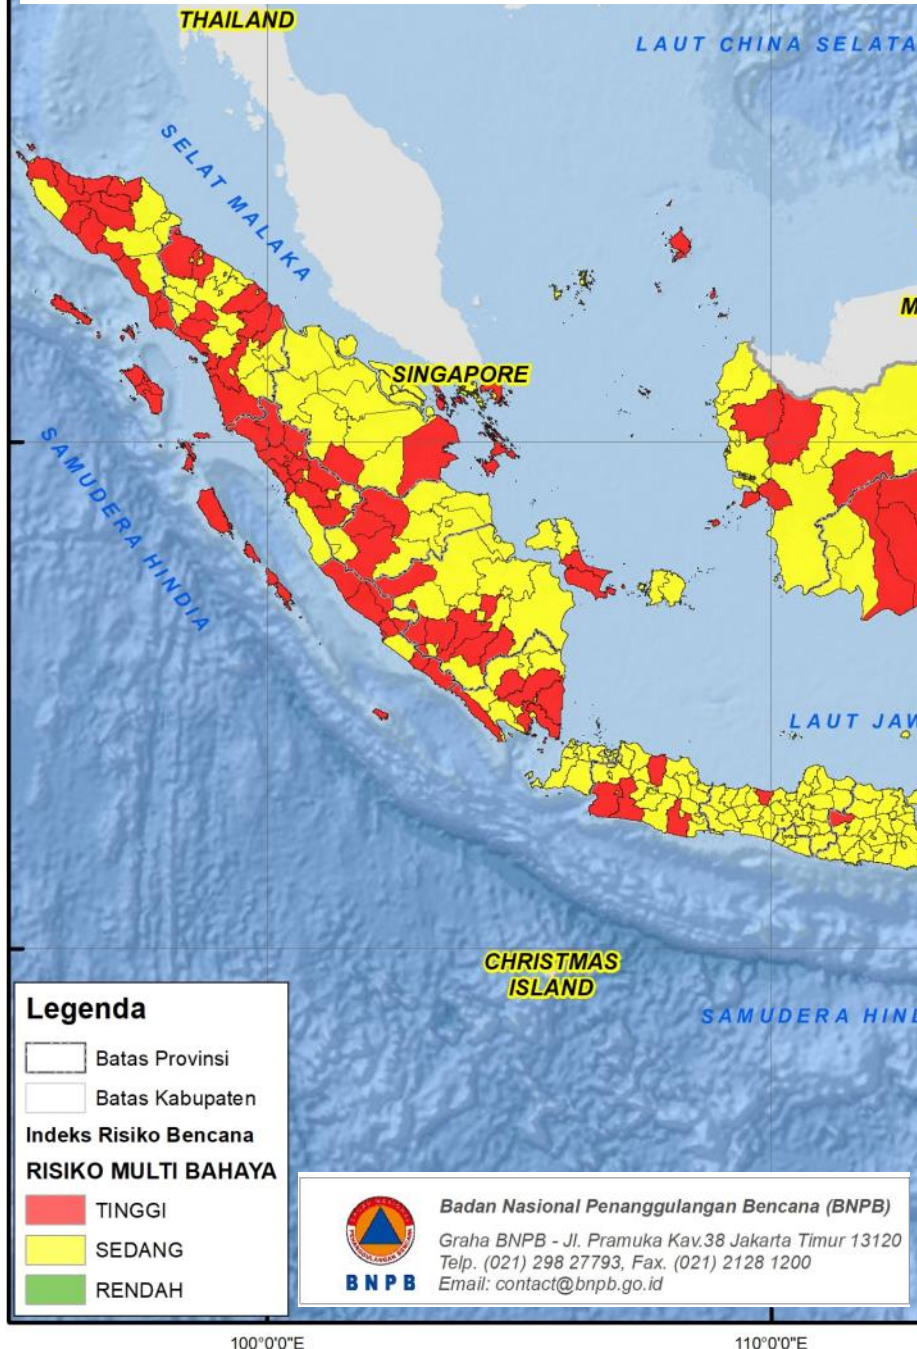 THAILAND
LAUT CHINA SELATA
SELAT MALAKA
M
SINGAPORE
SAMUDERA HINDIA
LAUT JAW
CHRISTMAS
ISLAND
SAMUDERA HIND
Legenda
Batas Provinsi
Batas Kabupaten
Indeks Risiko Bencana
RISIKO MULTI BAHAYA
TINGGI
SEDANG
RENDAH
BNPB
Badan Nasional Penanggulangan Bencana (BNPB)
Graha BNPB - Jl. Pramuka Kav.38 Jakarta Timur 13120
Telp. (021) 298 27793, Fax. (021) 2128 1200
Email: contact@bnpb.go.id
100°0'0"E
110°0'0"E